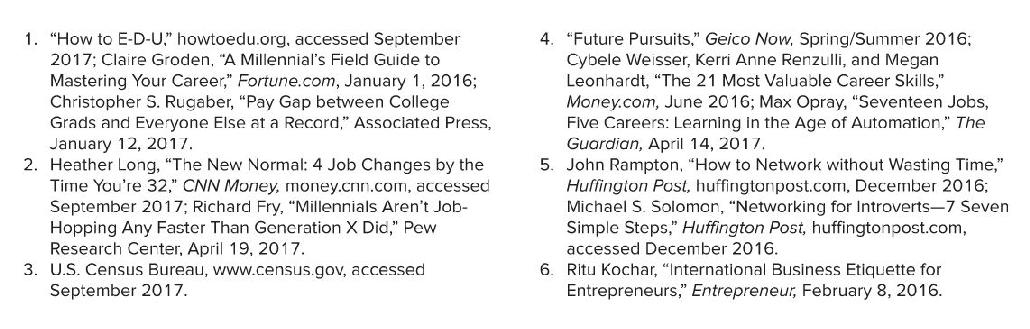 1. “How to E-D-U,” howtoedu.org, accessed September
2017; Claire Groden, “A Millennial’s Field Guide to
Mastering Your Career,” Fortune.com, January 1, 2016;
Christopher S. Rugaber, “Pay Gap between College
Grads and Everyone Else at a Record,” Associated Press,
January 12, 2017.
2. Heather Long, “The New Normal: 4 Job Changes by the
Time You’re 32,” CNN Money, money.cnn.com, accessed
September 2017; Richard Fry, “Millennials Aren’t Job-
Hopping Any Faster Than Generation X Did,” Pew
Research Center, April 19, 2017.
3. U.S. Census Bureau, www.census.gov, accessed
September 2017.
4. “Future Pursuits,” Geico Now, Spring/Summer 2016;
Cybele Weisser, Kerri Anne Renzulli, and Megan
Leonhardt, “The 21 Most Valuable Career Skills,”
Money.com, June 2016; Max Opray, “Seventeen Jobs,
Five Careers: Learning in the Age of Automation,” The
Guardian, April 14, 2017.
5. John Rampton, “How to Network without Wasting Time,”
Huffington Post, huffingtonpost.com, December 2016;
Michael S. Solomon, “Networking for Introverts—7 Seven
Simple Steps,” Huffington Post, huffingtonpost.com,
accessed December 2016.
6. Ritu Kochar, “International Business Etiquette for
Entrepreneurs,” Entrepreneur, February 8, 2016.